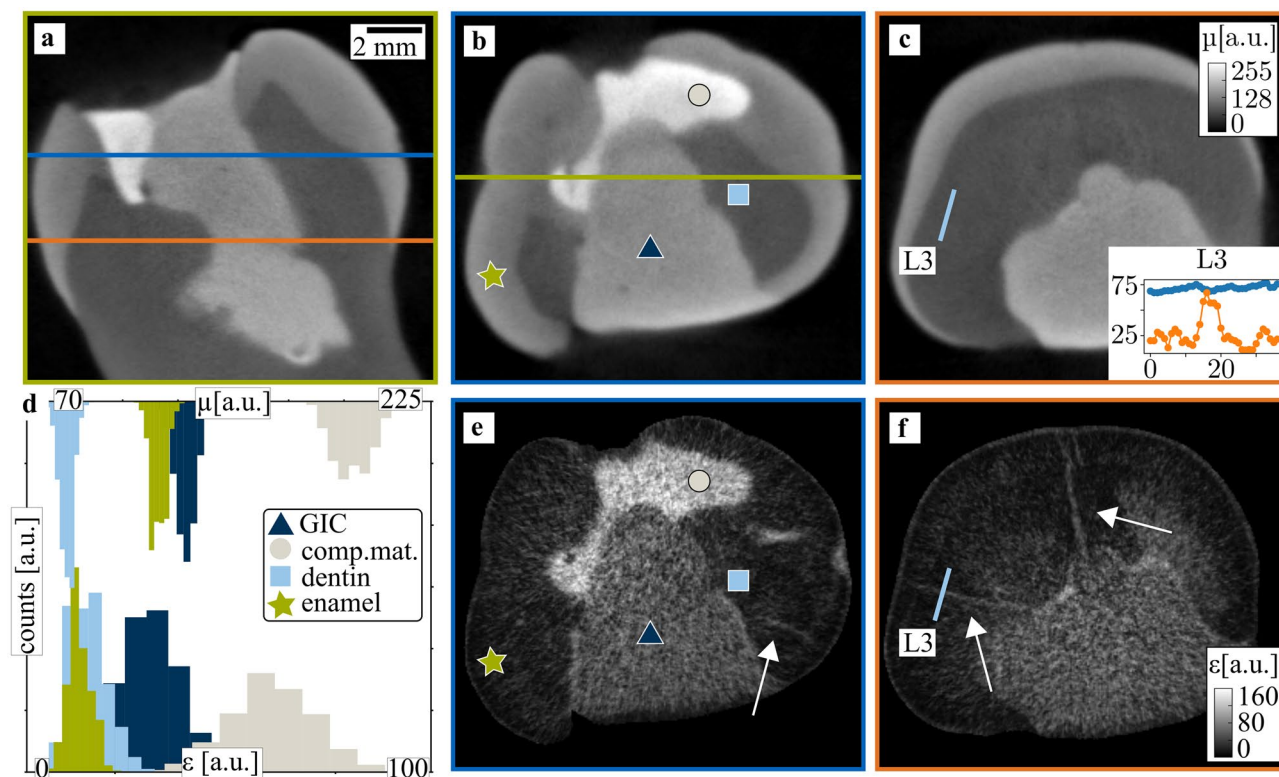 a
2 mm
b
c
µ[a.u.]
255
128
0
L3
L3
75
25
0
20
d
70
µ[a.u.]
225
counts [a.u.]
GIC
comp.mat.
dentin
enamel
0
ε [a.u.]
100
e
f
L3
ε[a.u.]
160
80
0